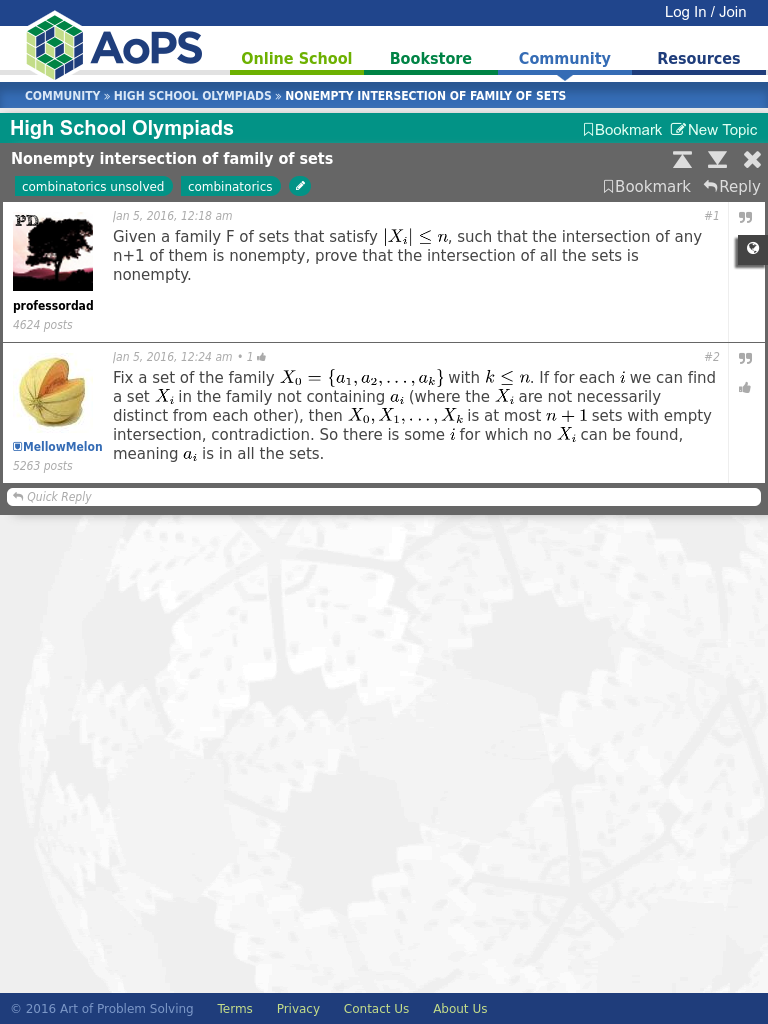 Log In / Join
AoPS
Online School Bookstore Community Resources
COMMUNITY » HIGH SCHOOL OLYMPIADS » NONEMPTY INTERSECTION OF FAMILY OF SETS
High School Olympiads Bookmark New Topic
Nonempty intersection of family of sets
combinatorics unsolved combinatorics Bookmark Reply
PD
Jan 5, 2016, 12:18 am #1
Given a family F of sets that satisfy |X_i| ≤ n, such that the intersection of any
n+1 of them is nonempty, prove that the intersection of all the sets is
nonempty.
professordad
4624 posts
Jan 5, 2016, 12:24 am • 1 #2
Fix a set of the family X_0 = {a_1, a_2, . . . , a_k} with k ≤ n. If for each i we can find
a set X_i in the family not containing a_i (where the X_i are not necessarily
distinct from each other), then X_0, X_1, . . . , X_k is at most n + 1 sets with empty
intersection, contradiction. So there is some i for which no X_i can be found,
meaning a_i is in all the sets.
MellowMelon
5263 posts
Quick Reply
© 2016 Art of Problem Solving Terms Privacy Contact Us About Us